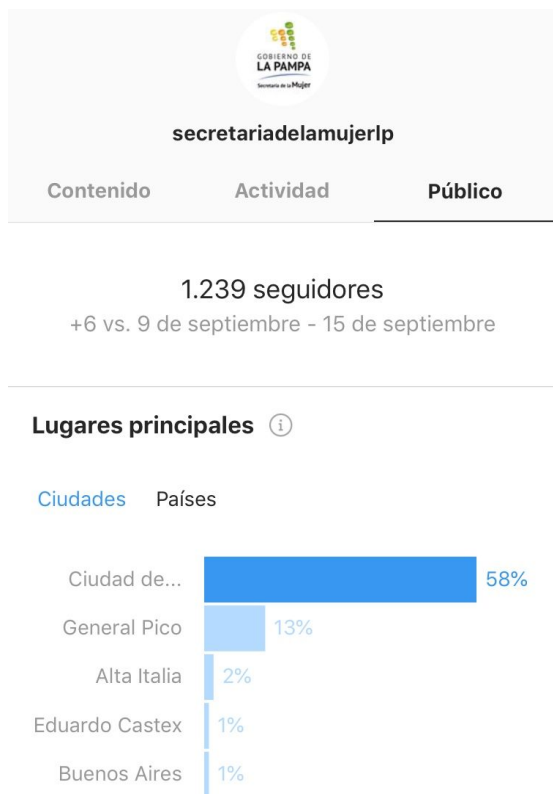 GOBIERNO DE
LA PAMPA
Secretaría de la Mujer
secretariadelamujerlp
Contenido Actividad Público
1.239 seguidores
+6 vs. 9 de septiembre - 15 de septiembre
Lugares principales
Ciudades Países
Ciudad de... 58%
General Pico 13%
Alta Italia 2%
Eduardo Castex 1%
Buenos Aires 1%